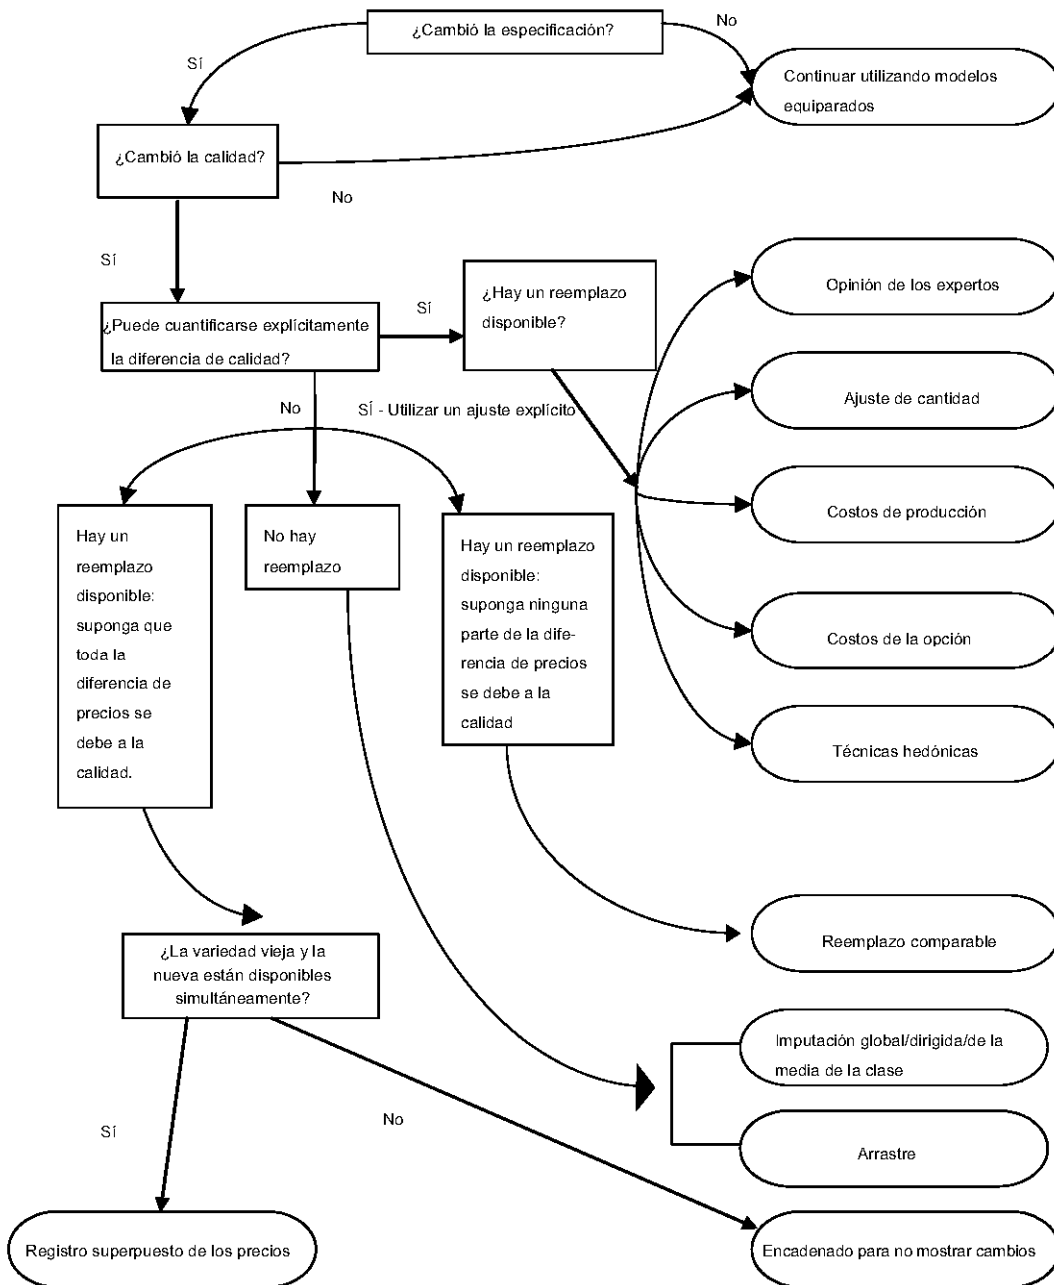 ¿Cambió la especificación?
No
Sí
Continuar utilizando modelos
equiparados
¿Cambió la calidad?
No
Sí
¿Puede cuantificarse explícitamente
la diferencia de calidad?
Sí
¿Hay un reemplazo
disponible?
Opinión de los expertos
Ajuste de cantidad
Costos de producción
Costos de la opción
Técnicas hedónicas
No
SÍ - Utilizar un ajuste explícito
Hay un
reemplazo
disponible:
suponga que
toda la
diferencia de
precios se
debe a la
calidad.
No hay
reemplazo
Hay un reemplazo
disponible:
suponga ninguna
parte de la dife-
rencia de precios
se debe a la
calidad
Reemplazo comparable
¿La variedad vieja y la
nueva están disponibles
simultáneamente?
Imputación global/dirigida/de la
media de la clase
Arrastre
Sí
No
Registro superpuesto de los precios
Encadenado para no mostrar cambios